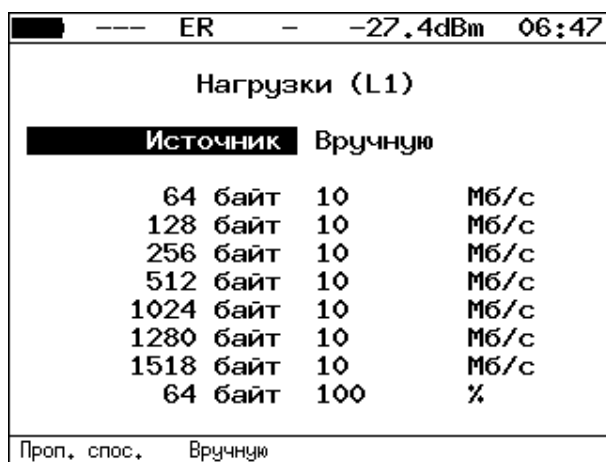 --- ER - -27.4dBm 06:47
Нагрузки (L1)
Источник Вручную
64 байт 10 Мб/с
128 байт 10 Мб/с
256 байт 10 Мб/с
512 байт 10 Мб/с
1024 байт 10 Мб/с
1280 байт 10 Мб/с
1518 байт 10 Мб/с
64 байт 100 %
Проп. спос. Вручную